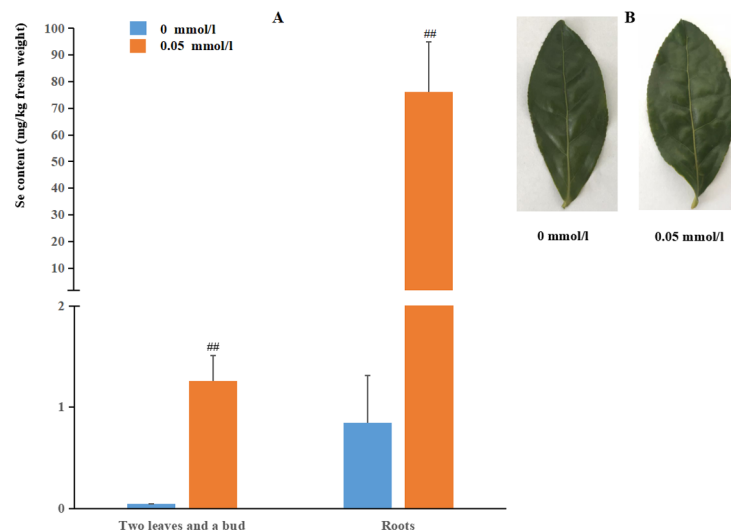 A
B
0 mmol/l
0.05 mmol/l
Se content (mg/kg fresh weight)
100
90
80
70
60
50
40
30
20
10
2
1
0
##
##
Two leaves and a bud
Roots
0 mmol/l
0.05 mmol/l